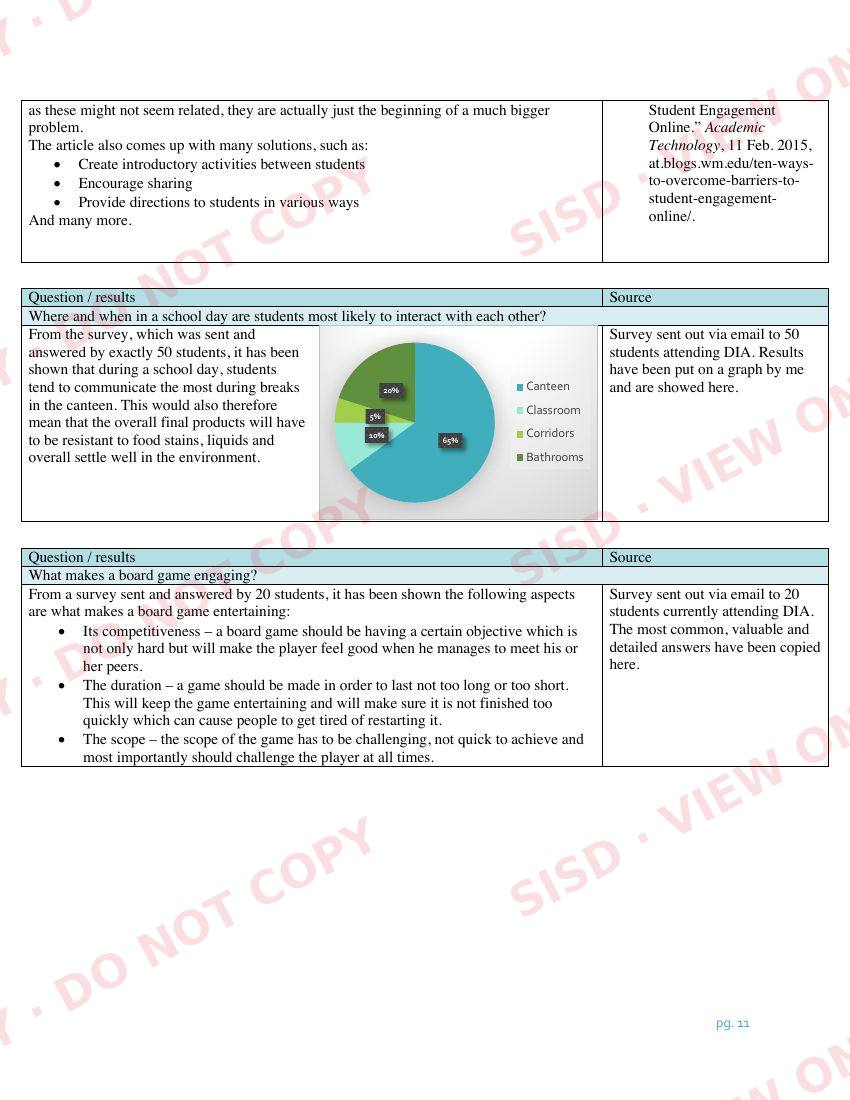 as these might not seem related, they are actually just the beginning of a much bigger
problem.
The article also comes up with many solutions, such as:
• Create introductory activities between students
• Encourage sharing
• Provide directions to students in various ways
And many more.
Student Engagement
Online.” Academic
Technology, 11 Feb. 2015,
at.blogs.wm.edu/ten-ways-
to-overcome-barriers-to-
student-engagement-
online/.
Question / results
Source
Where and when in a school day are students most likely to interact with each other?
From the survey, which was sent and
answered by exactly 50 students, it has been
shown that during a school day, students
tend to communicate the most during breaks
in the canteen. This would also therefore
mean that the overall final products will have
to be resistant to food stains, liquids and
overall settle well in the environment.
20%
5%
10%
65%
Canteen
Classroom
Corridors
Bathrooms
Survey sent out via email to 50
students attending DIA. Results
have been put on a graph by me
and are showed here.
Question / results
Source
What makes a board game engaging?
From a survey sent and answered by 20 students, it has been shown the following aspects
are what makes a board game entertaining:
• Its competitiveness – a board game should be having a certain objective which is
not only hard but will make the player feel good when he manages to meet his or
her peers.
• The duration – a game should be made in order to last not too long or too short.
This will keep the game entertaining and will make sure it is not finished too
quickly which can cause people to get tired of restarting it.
• The scope – the scope of the game has to be challenging, not quick to achieve and
most importantly should challenge the player at all times.
Survey sent out via email to 20
students currently attending DIA.
The most common, valuable and
detailed answers have been copied
here.
pg. 11
Y · DO NOT COPY
SISD · VIEW ON
Y · DO NOT COPY
SISD · VIEW ON
Y · DO NOT COPY
SISD · VIEW ON